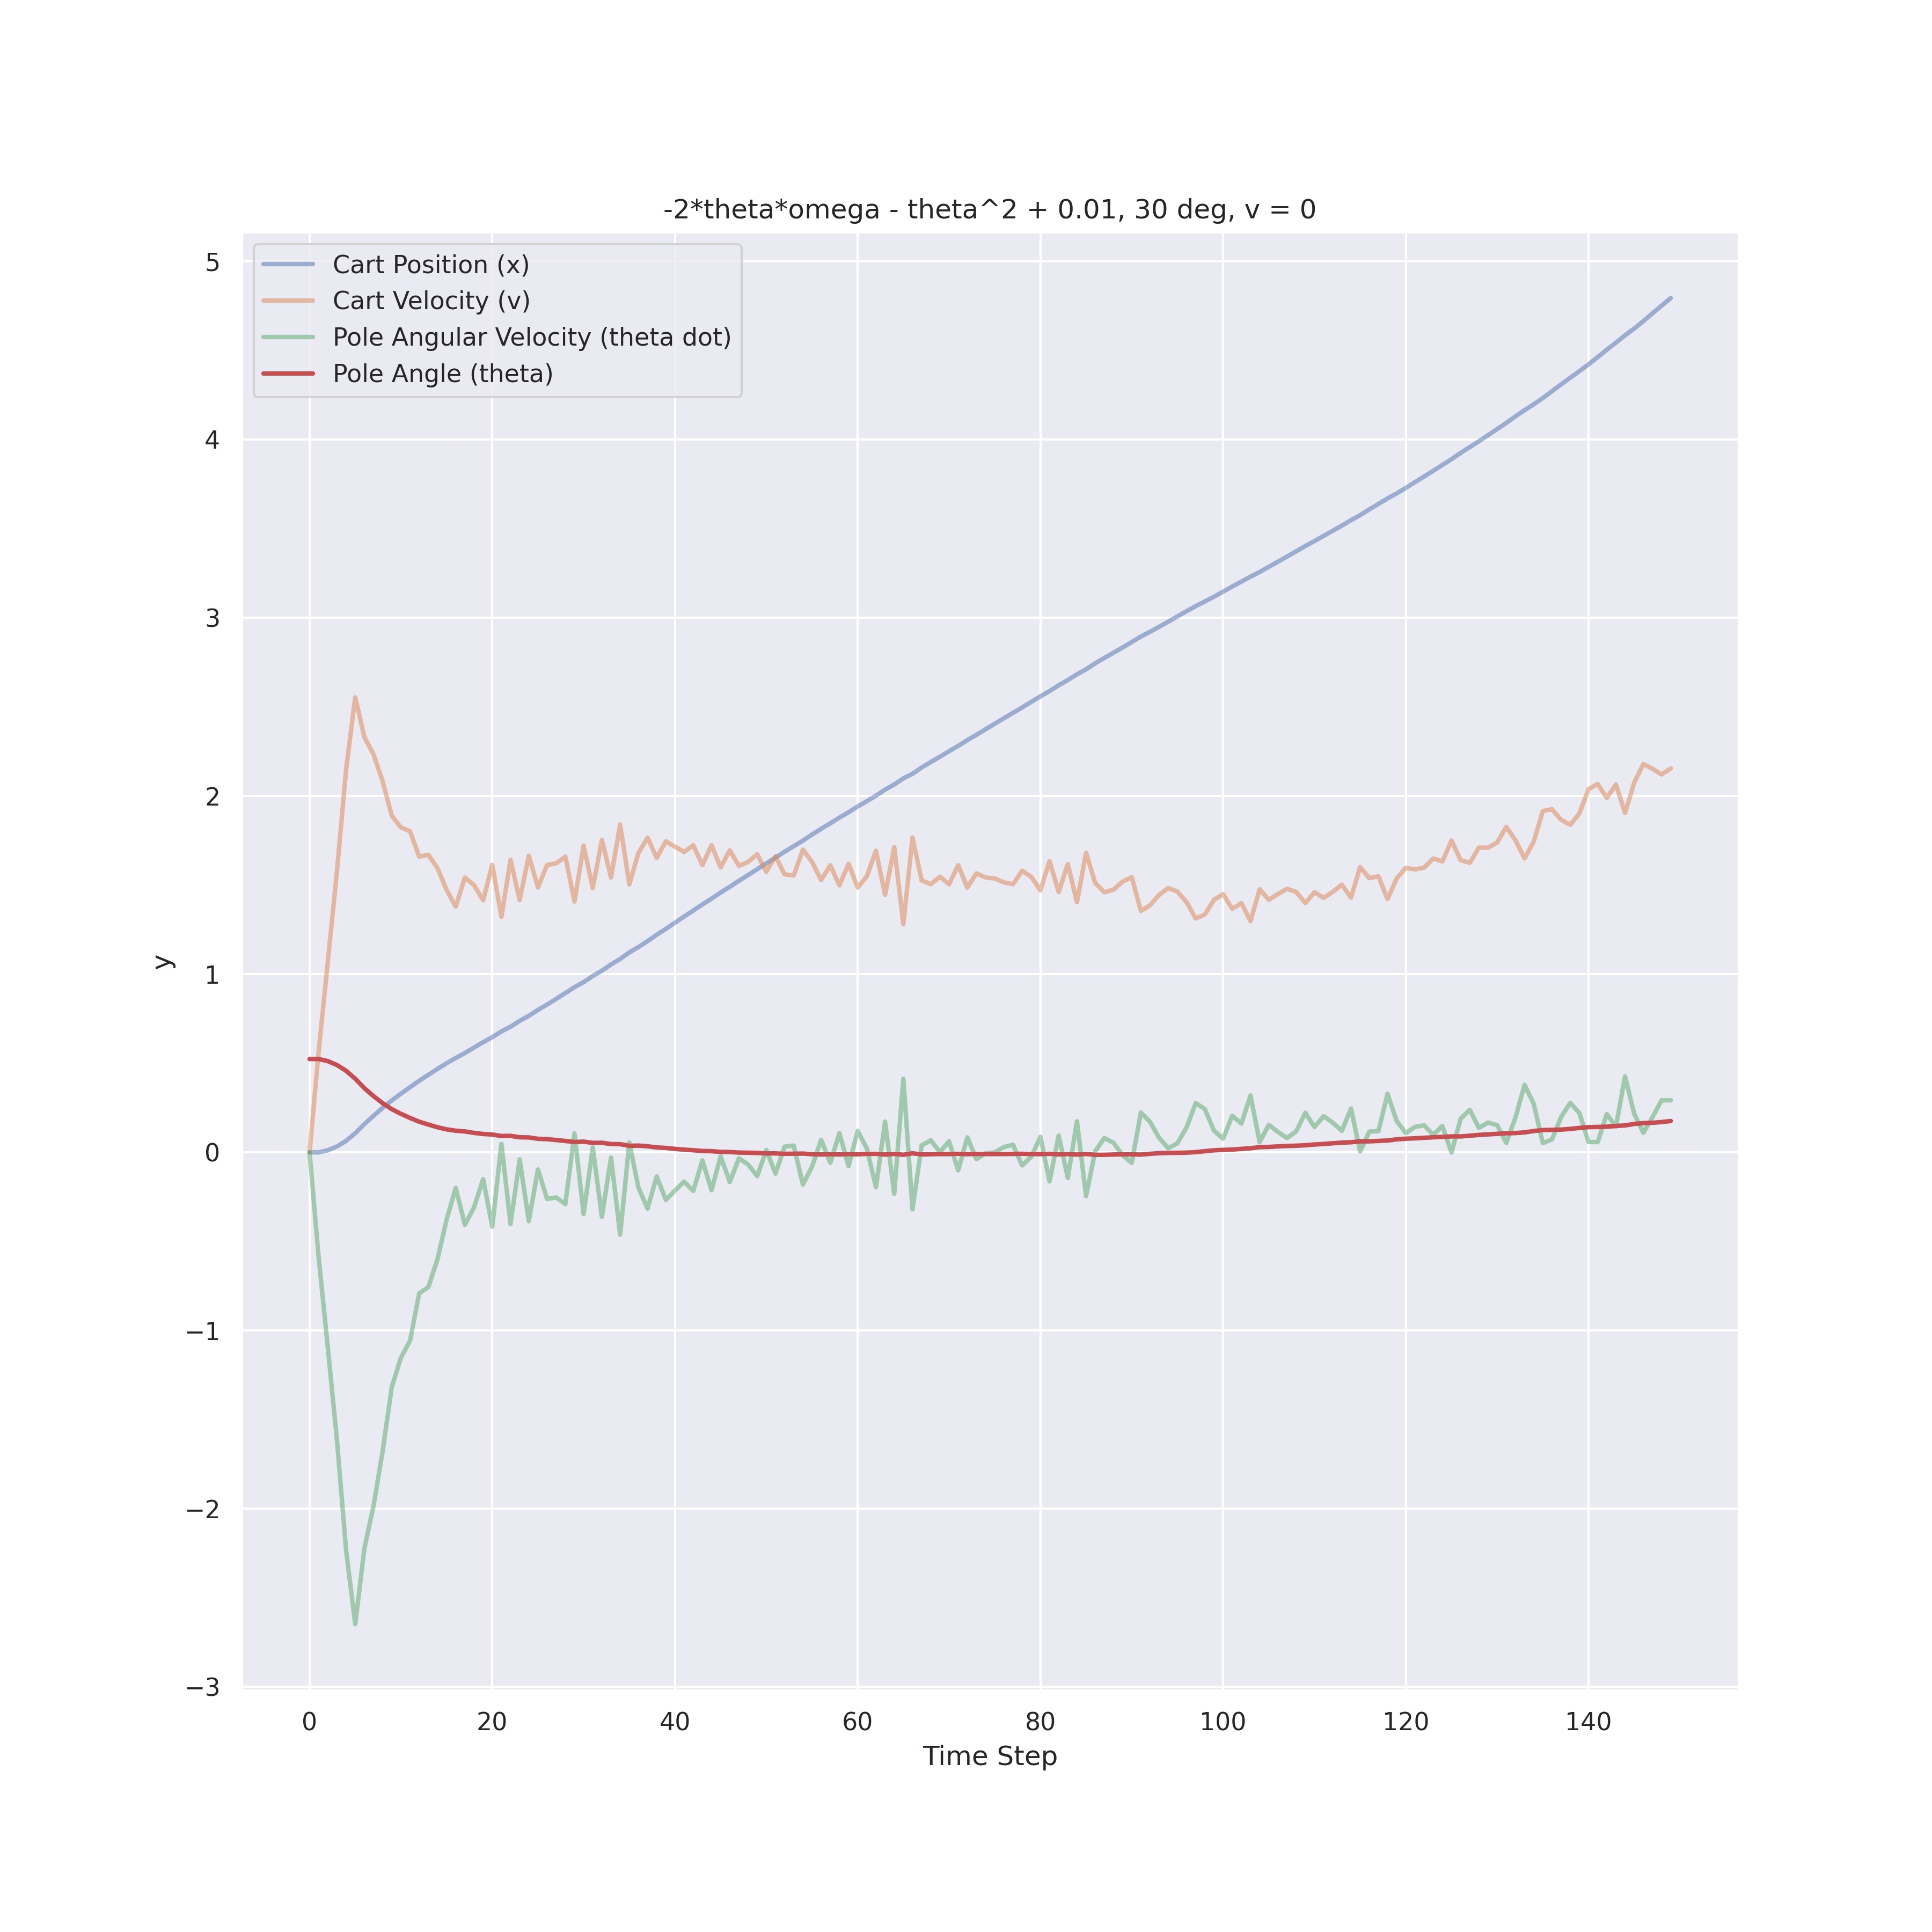 -2*theta*omega - theta^2 + 0.01, 30 deg, v = 0
Cart Position (x)
Cart Velocity (v)
Pole Angular Velocity (theta dot)
Pole Angle (theta)
5
4
3
2
1
0
−1
−2
−3
y
0 20 40 60 80 100 120 140
Time Step